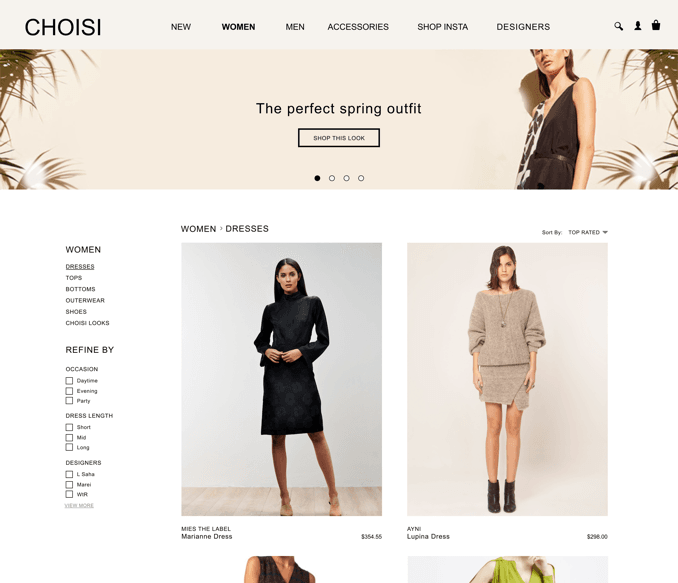 CHOISI
NEW WOMEN MEN ACCESSORIES SHOP INSTA DESIGNERS
The perfect spring outfit
SHOP THIS LOOK
WOMEN › DRESSES
Sort By: TOP RATED
WOMEN
DRESSES
TOPS
BOTTOMS
OUTERWEAR
SHOES
CHOISI LOOKS
REFINE BY
OCCASION
Daytime
Evening
Party
DRESS LENGTH
Short
Mid
Long
DESIGNERS
L Saha
Marei
WtR
VIEW MORE
MIES THE LABEL
Marianne Dress $354.55
AYNI
Lupina Dress $298.00